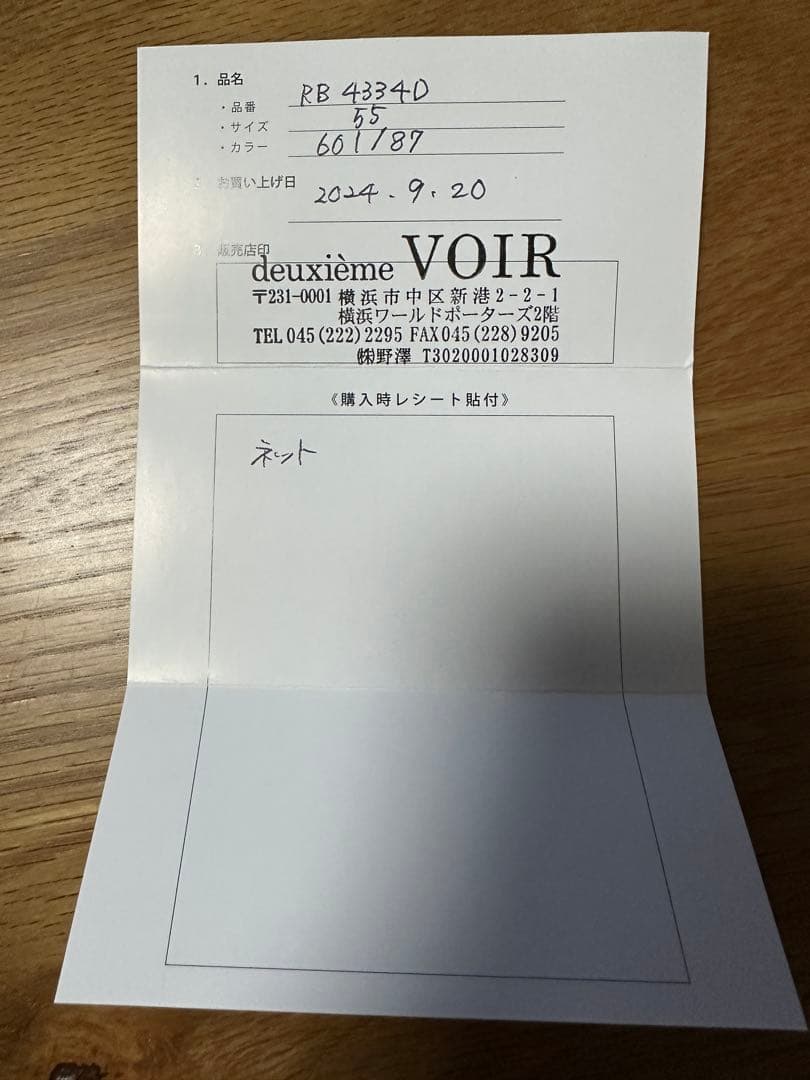 1. 品名
・品番 RB 4334D
・サイズ 55
・カラー 601/87
2 お買い上げ日 2024.9.20
3 販売店印
deuxième VOIR
〒231-0001 横浜市中区新港2-2-1
横浜ワールドポーターズ2階
TEL 045(222)2295 FAX045(228)9205
㈱野澤 T3020001028309
《購入時レシート貼付》
ネット